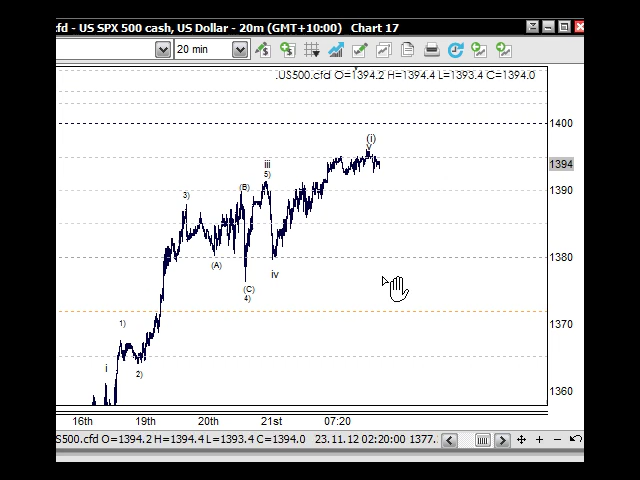 cfd - US SPX 500 cash, US Dollar - 20m (GMT+10:00) Chart 17
20 min
.US500.cfd O=1394.2 H=1394.4 L=1393.4 C=1394.0
1400
(i)
v
1394
iii
5)
(B)
1390
3)
1380
(A)
iv
(C)
4)
1370
1)
i
2)
1360
16th 19th 20th 21st 07:20
S500.cfd O=1394.2 H=1394.4 L=1393.4 C=1394.0 23.11.12 02:20:00 1377.